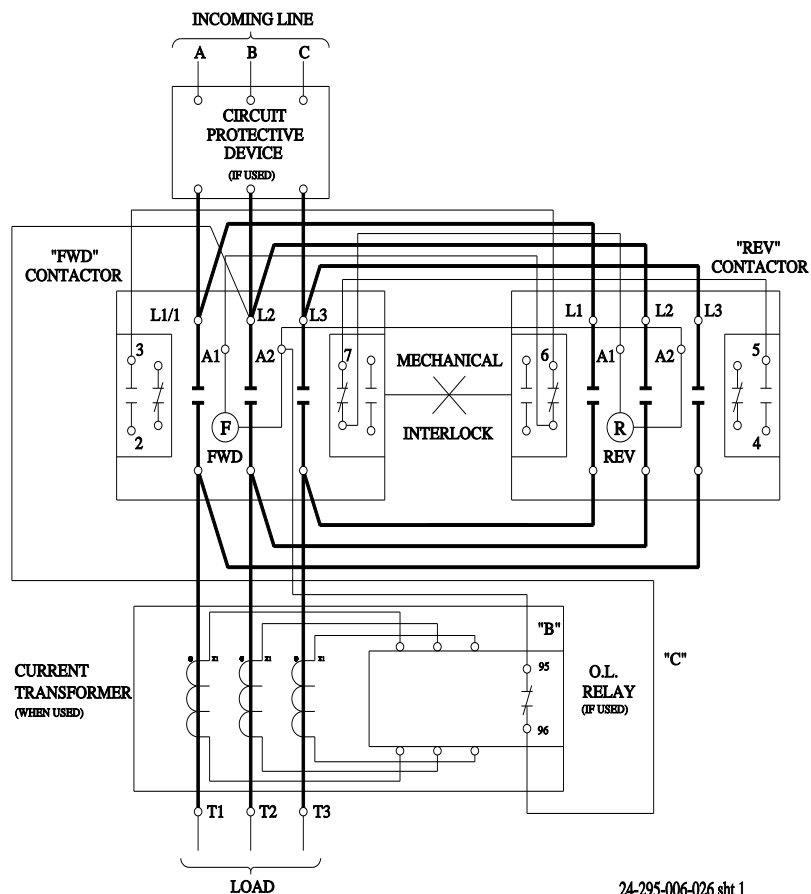 INCOMING LINE
A B C
CIRCUIT
PROTECTIVE
DEVICE
(IF USED)
"FWD"
CONTACTOR
"REV"
CONTACTOR
L1/1 L2 L3
L1 L2 L3
3 A1 A2 7
MECHANICAL
INTERLOCK
6 A1 A2 5
2 F
FWD
R 4
REV
"B"
"C"
CURRENT
TRANSFORMER
(WHEN USED)
X1 X1 X1
95
96
O.L.
RELAY
(IF USED)
T1 T2 T3
LOAD
24-295-006-026 sht 1